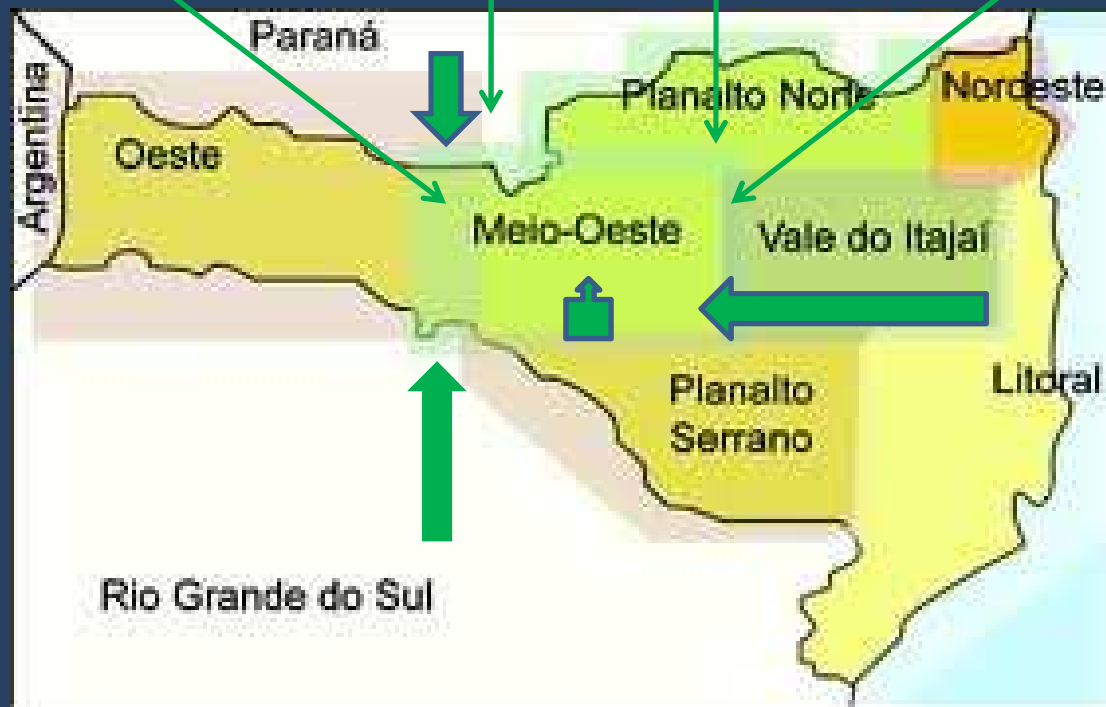 Paraná
Planalto Norte
Nordeste
Argentina
Oeste
Meio-Oeste
Vale do Itajaí
Planalto
Serrano
Litoral
Rio Grande do Sul